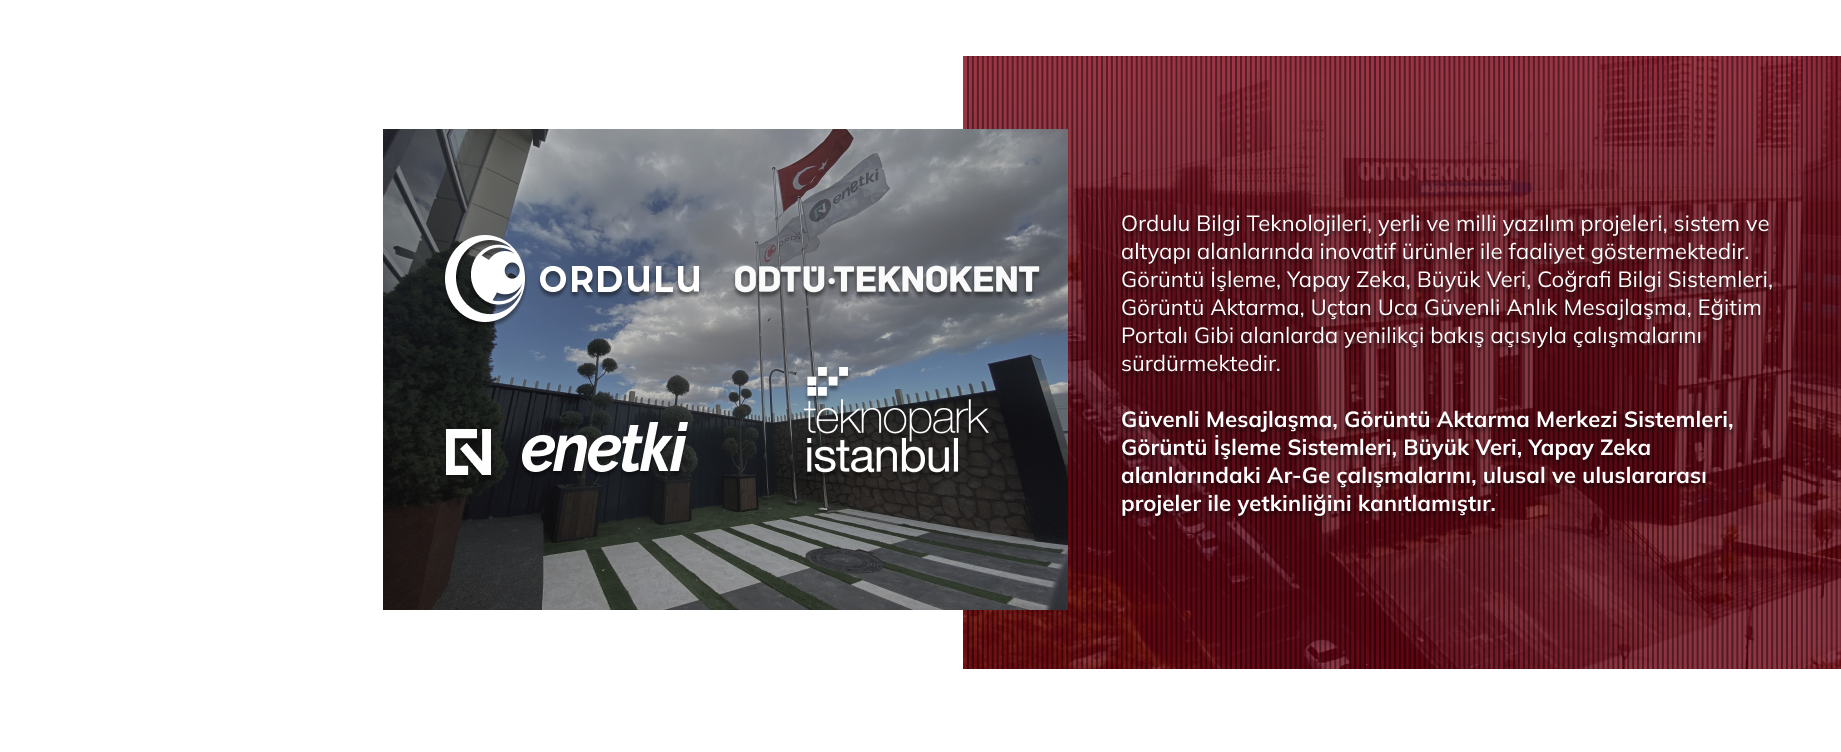 ORDULU
ODTÜ·TEKNOKENT
enetki
enetki
teknopark
istanbul
ODTÜ·TEKNOKENT
Ordulu Bilgi Teknolojileri, yerli ve milli yazılım projeleri, sistem ve
altyapı alanlarında inovatif ürünler ile faaliyet göstermektedir.
Görüntü İşleme, Yapay Zeka, Büyük Veri, Coğrafi Bilgi Sistemleri,
Görüntü Aktarma, Uçtan Uca Güvenli Anlık Mesajlaşma, Eğitim
Portalı Gibi alanlarda yenilikçi bakış açısıyla çalışmalarını
sürdürmektedir.
Güvenli Mesajlaşma, Görüntü Aktarma Merkezi Sistemleri,
Görüntü İşleme Sistemleri, Büyük Veri, Yapay Zeka
alanlarındaki Ar-Ge çalışmalarını, ulusal ve uluslararası
projeler ile yetkinliğini kanıtlamıştır.